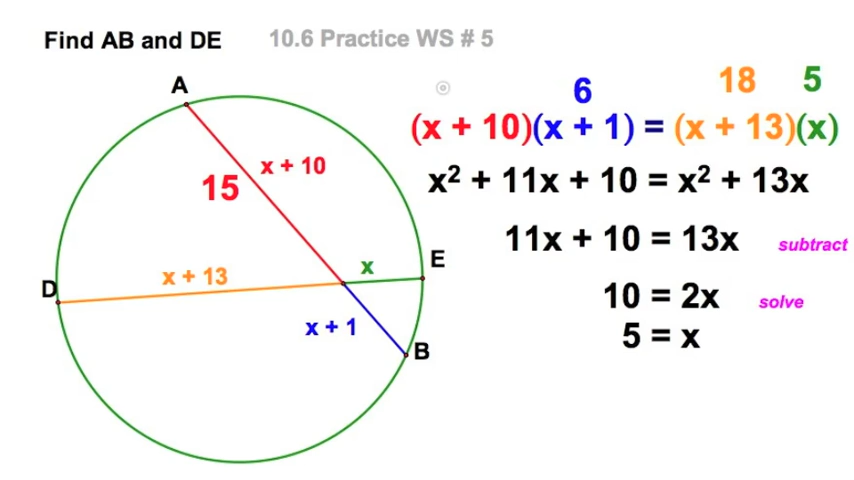 Find AB and DE
10.6 Practice WS # 5
A
x + 10
15
E
x
D
x + 13
x + 1
B
6
18
5
(x + 10)(x + 1) = (x + 13)(x)
x² + 11x + 10 = x² + 13x
11x + 10 = 13x
subtract
10 = 2x
solve
5 = x